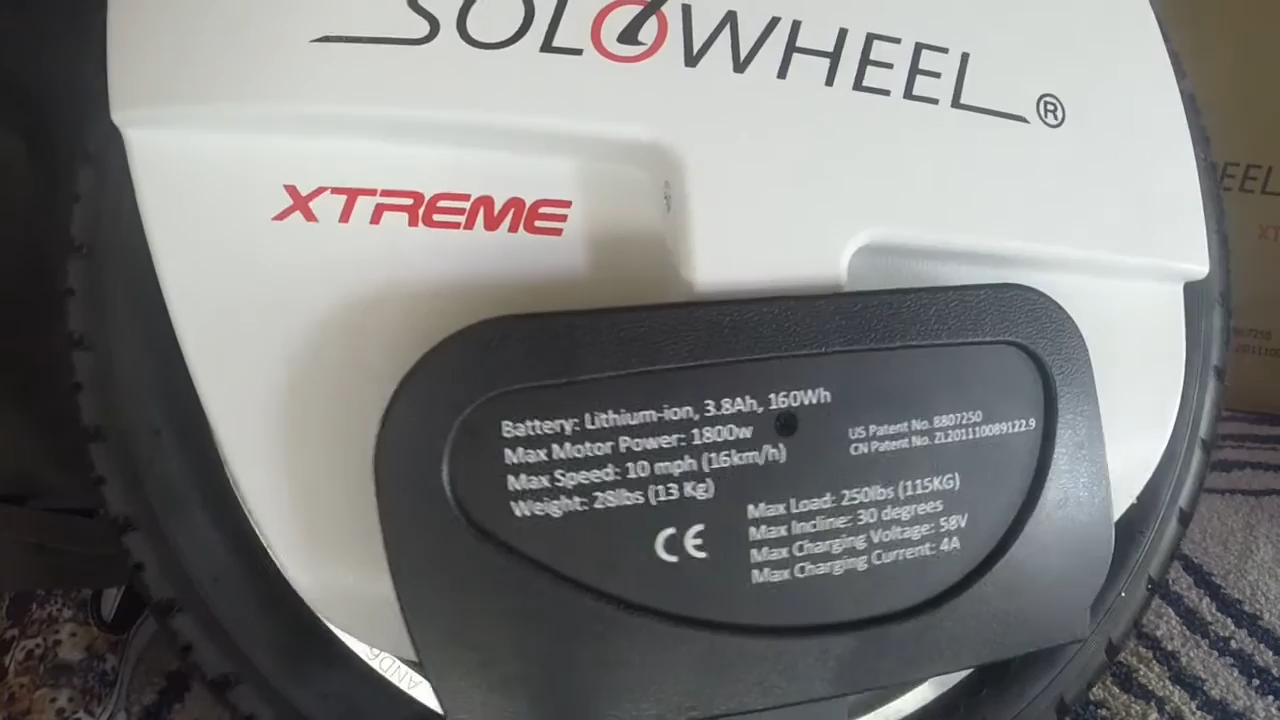 SOLOWHEEL ®
XTREME
Battery: Lithium-ion, 3.8Ah, 160Wh
Max Motor Power: 1800w
Max Speed: 10 mph (16km/h)
Weight: 28lbs (13 Kg)
US Patent No. 8807250
CN Patent No. ZL201110089122.9
Max Load: 250lbs (115KG)
Max Incline: 30 degrees
Max Charging Voltage: 58V
Max Charging Current: 4A
CE
EEL
XT